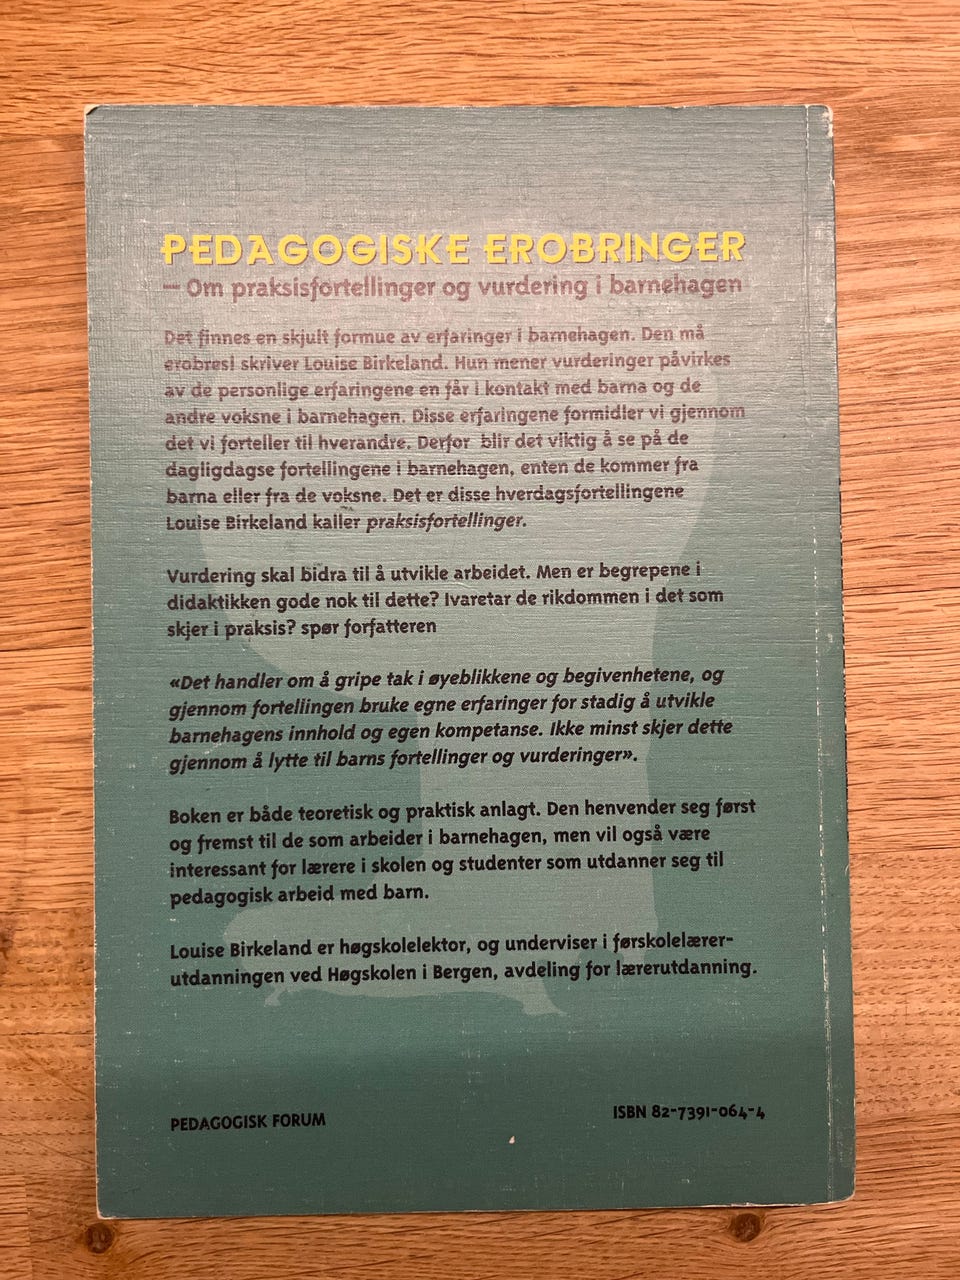 PEDAGOGISKE EROBRINGER
– Om praksisfortellinger og vurdering i barnehagen
Det finnes en skjult formue av erfaringer i barnehagen. Den må
erobres! skriver Louise Birkeland. Hun mener vurderinger påvirkes
av de personlige erfaringene en får i kontakt med barna og de
andre voksne i barnehagen. Disse erfaringene formidler vi gjennom
det vi forteller til hverandre. Derfor blir det viktig å se på de
dagligdagse fortellingene i barnehagen, enten de kommer fra
barna eller fra de voksne. Det er disse hverdagsfortellingene
Louise Birkeland kaller praksisfortellinger.
Vurdering skal bidra til å utvikle arbeidet. Men er begrepene i
didaktikken gode nok til dette? Ivaretar de rikdommen i det som
skjer i praksis? spør forfatteren
«Det handler om å gripe tak i øyeblikkene og begivenhetene, og
gjennom fortellingen bruke egne erfaringer for stadig å utvikle
barnehagens innhold og egen kompetanse. Ikke minst skjer dette
gjennom å lytte til barns fortellinger og vurderinger».
Boken er både teoretisk og praktisk anlagt. Den henvender seg først
og fremst til de som arbeider i barnehagen, men vil også være
interessant for lærere i skolen og studenter som utdanner seg til
pedagogisk arbeid med barn.
Louise Birkeland er høgskolelektor, og underviser i førskolelærer-
utdanningen ved Høgskolen i Bergen, avdeling for lærerutdanning.
PEDAGOGISK FORUM
ISBN 82-7391-064-4